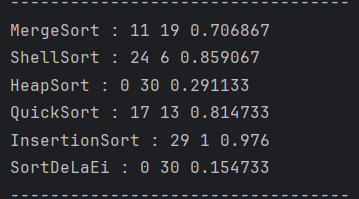 ----------------------------------
MergeSort : 11 19 0.706867
ShellSort : 24 6 0.859067
HeapSort : 0 30 0.291133
QuickSort : 17 13 0.814733
InsertionSort : 29 1 0.976
SortDeLaEi : 0 30 0.154733
----------------------------------